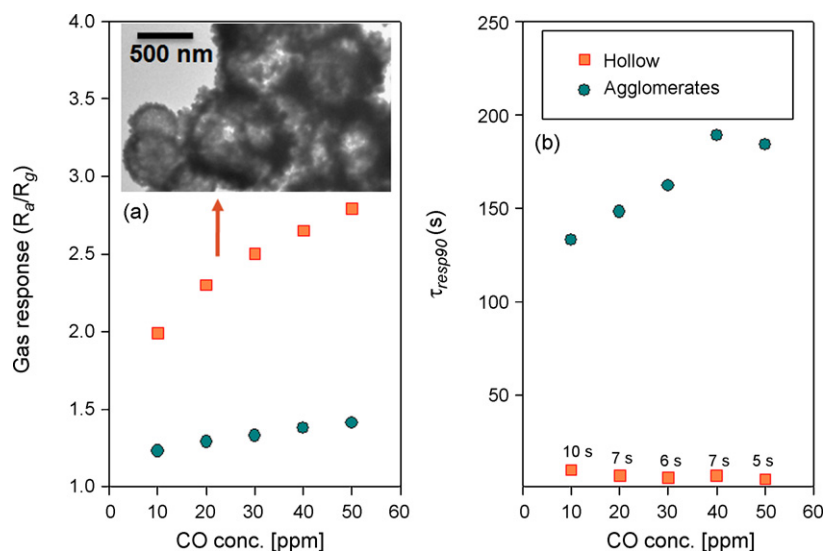 4.0
3.5
3.0
2.5
2.0
1.5
1.0
Gas response (Ra/Rg)
500 nm
(a)
0 10 20 30 40 50 60
CO conc. [ppm]
250
200
150
100
50
τresp90 (s)
Hollow
Agglomerates
(b)
10 s 7 s 6 s 7 s 5 s
0 10 20 30 40 50 60
CO conc. [ppm]